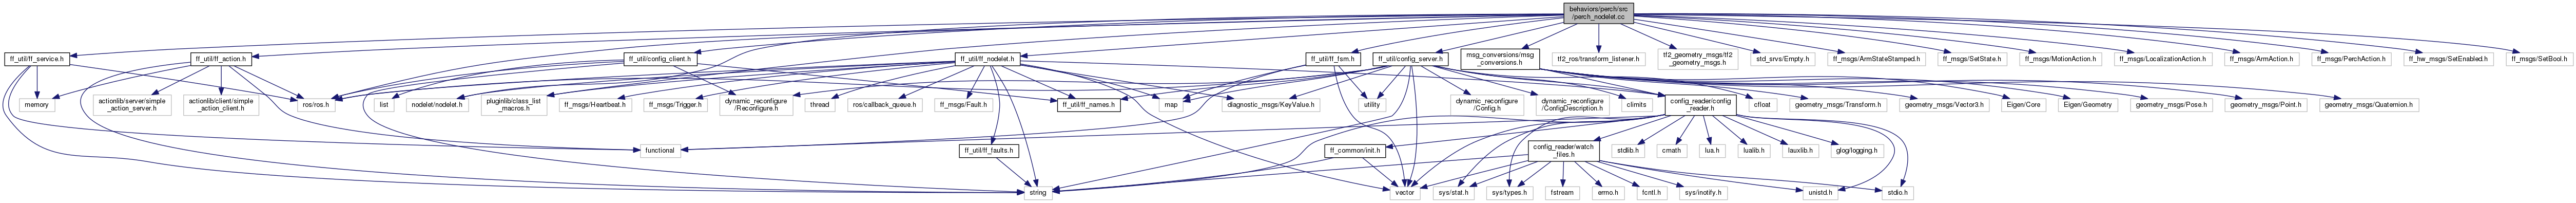 behaviors/perch/src
/perch_nodelet.cc
ff_util/ff_service.h
ff_util/ff_action.h
ff_util/config_client.h
ff_util/ff_nodelet.h
ff_util/ff_fsm.h
ff_util/config_server.h
msg_conversions/msg
_conversions.h
tf2_ros/transform_listener.h
tf2_geometry_msgs/tf2
_geometry_msgs.h
std_srvs/Empty.h
ff_msgs/ArmStateStamped.h
ff_msgs/SetState.h
ff_msgs/MotionAction.h
ff_msgs/LocalizationAction.h
ff_msgs/ArmAction.h
ff_msgs/PerchAction.h
ff_hw_msgs/SetEnabled.h
ff_msgs/SetBool.h
memory
actionlib/server/simple
_action_server.h
actionlib/client/simple
_action_client.h
ros/ros.h
list
nodelet/nodelet.h
pluginlib/class_list
_macros.h
ff_msgs/Heartbeat.h
ff_msgs/Trigger.h
dynamic_reconfigure
/Reconfigure.h
thread
ros/callback_queue.h
ff_msgs/Fault.h
ff_util/ff_names.h
map
diagnostic_msgs/KeyValue.h
utility
dynamic_reconfigure
/Config.h
dynamic_reconfigure
/ConfigDescription.h
climits
config_reader/config
_reader.h
cfloat
geometry_msgs/Transform.h
geometry_msgs/Vector3.h
Eigen/Core
Eigen/Geometry
geometry_msgs/Pose.h
geometry_msgs/Point.h
geometry_msgs/Quaternion.h
functional
ff_util/ff_faults.h
ff_common/init.h
config_reader/watch
_files.h
stdlib.h
cmath
lua.h
lualib.h
lauxlib.h
glog/logging.h
string
vector
sys/stat.h
sys/types.h
fstream
errno.h
fcntl.h
sys/inotify.h
unistd.h
stdio.h